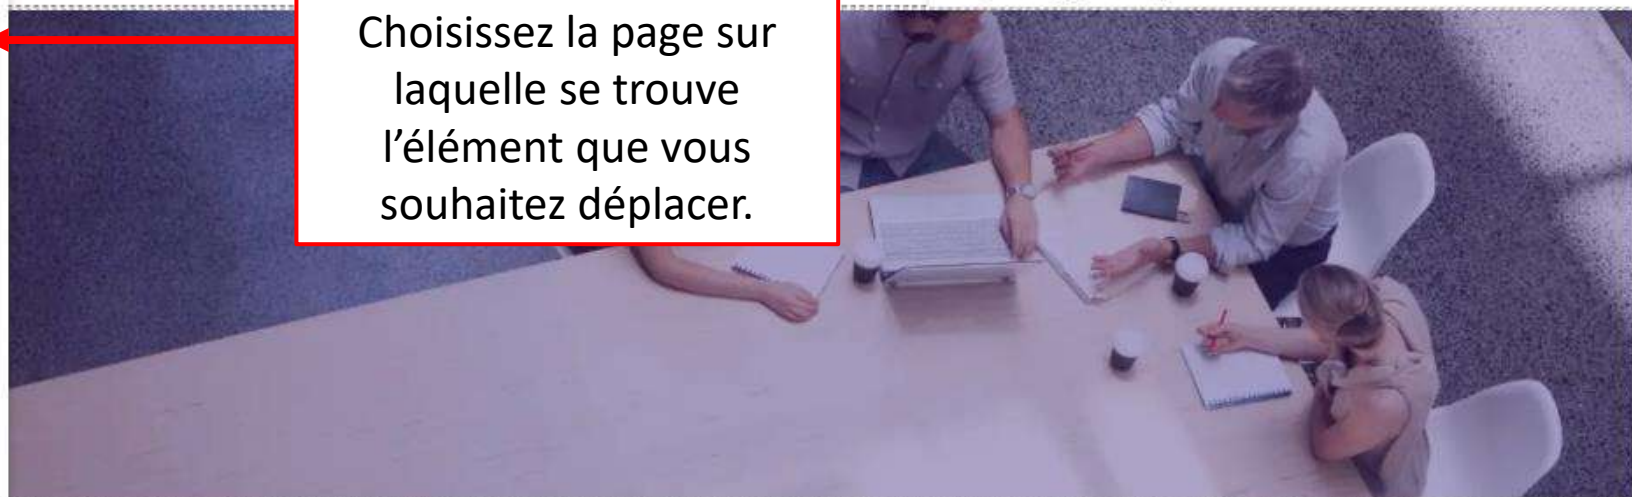 Choisissez la page sur
laquelle se trouve
l’élément que vous
souhaitez déplacer.